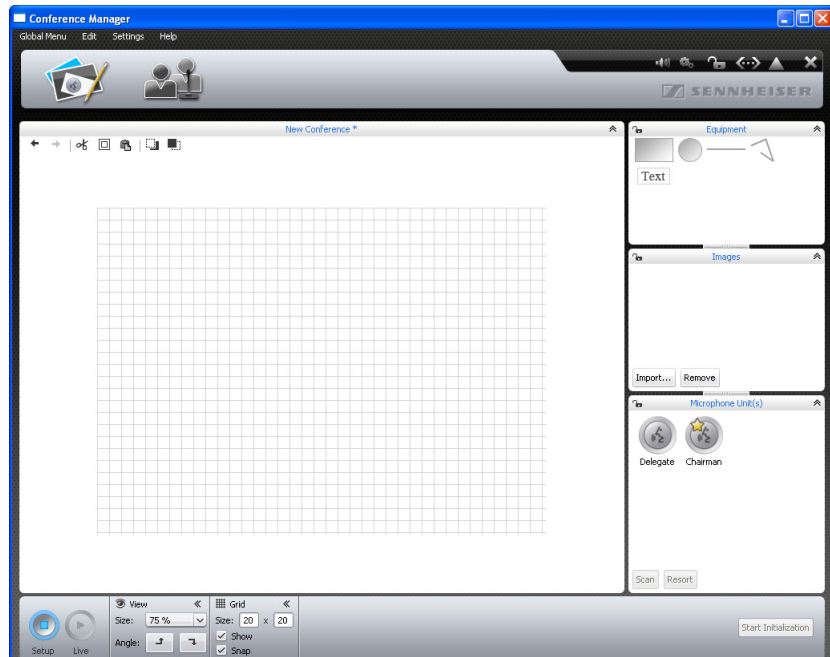 Conference Manager
Global Menu Edit Settings Help
SENNHEISER
New Conference *
Equipment
Text
Images
Import... Remove
Microphone Unit(s)
Delegate Chairman
Scan Resort
View
Size: 75 %
Angle:
Grid
Size: 20 x 20
Show
Snap
Setup Live
Start Initialization